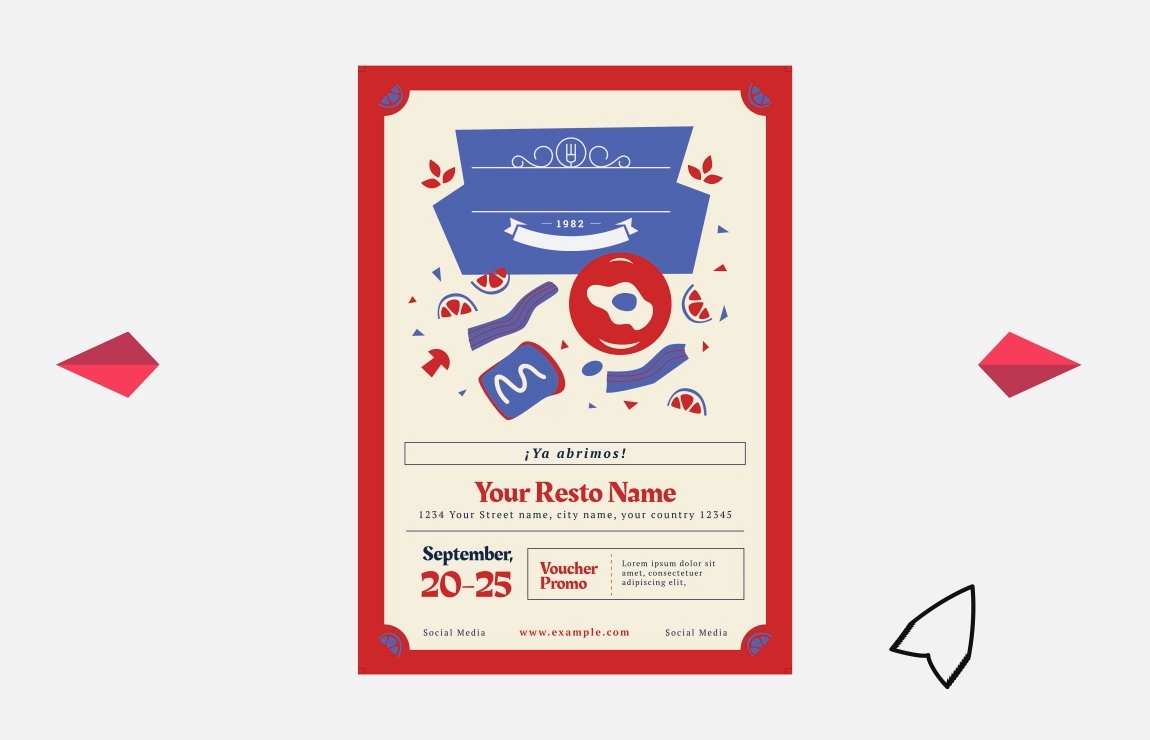 1982
¡Ya abrimos!
Your Resto Name
1234 Your Street name, city name, your country 12345
September,
20–25
Voucher
Promo
Lorem ipsum dolor sit
amet, consectetuer
adipiscing elit,
Social Media
www.example.com
Social Media